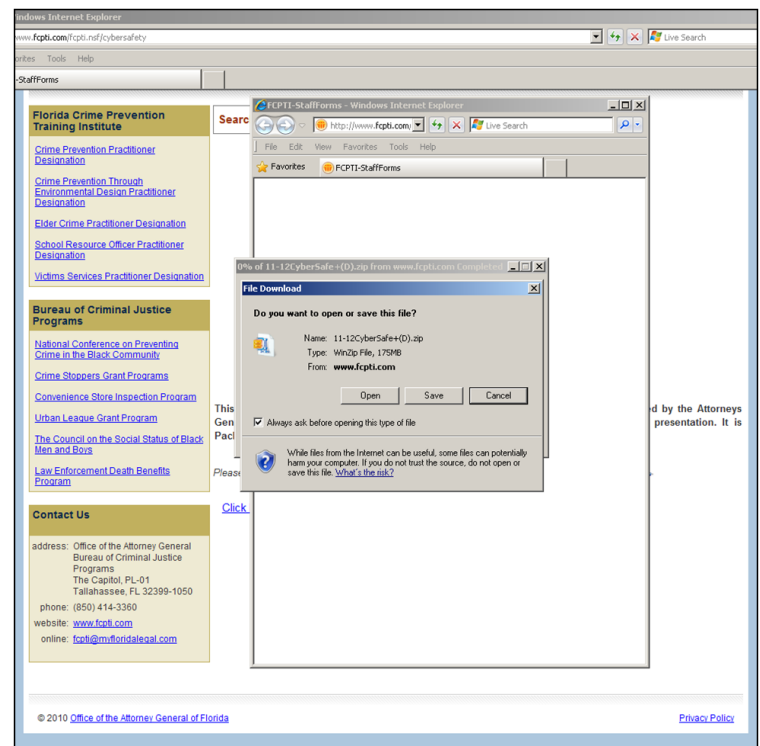 indows Internet Explorer
www.fcpti.com/fcpti.nsf/cybersafety
Live Search
orites Tools Help
-StaffForms
Florida Crime Prevention
Training Institute
Crime Prevention Practitioner
Designation
Crime Prevention Through
Environmental Design Practitioner
Designation
Elder Crime Practitioner Designation
School Resource Officer Practitioner
Designation
Victims Services Practitioner Designation
Bureau of Criminal Justice
Programs
National Conference on Preventing
Crime in the Black Community
Crime Stoppers Grant Programs
Convenience Store Inspection Program
Urban League Grant Program
The Council on the Social Status of Black
Men and Boys
Law Enforcement Death Benefits
Program
Contact Us
address: Office of the Attorney General
Bureau of Criminal Justice
Programs
The Capitol, PL-01
Tallahassee, FL 32399-1050
phone: (850) 414-3360
website: www.fcpti.com
online: fcpti@myfloridalegal.com
Searc
This
Gen
Pacl
Please
Click
d by the Attorneys
presentation. It is
FCPTI-StaffForms - Windows Internet Explorer
http://www.fcpti.com/
Live Search
File Edit View Favorites Tools Help
Favorites
FCPTI-StaffForms
0% of 11-12CyberSafe+(D).zip from www.fcpti.com Completed
File Download
Do you want to open or save this file?
Name: 11-12CyberSafe+(D).zip
Type: WinZip File, 175MB
From: www.fcpti.com
Open Save Cancel
Always ask before opening this type of file
While files from the Internet can be useful, some files can potentially
harm your computer. If you do not trust the source, do not open or
save this file. What's the risk?
© 2010 Office of the Attorney General of Florida
Privacy Policy